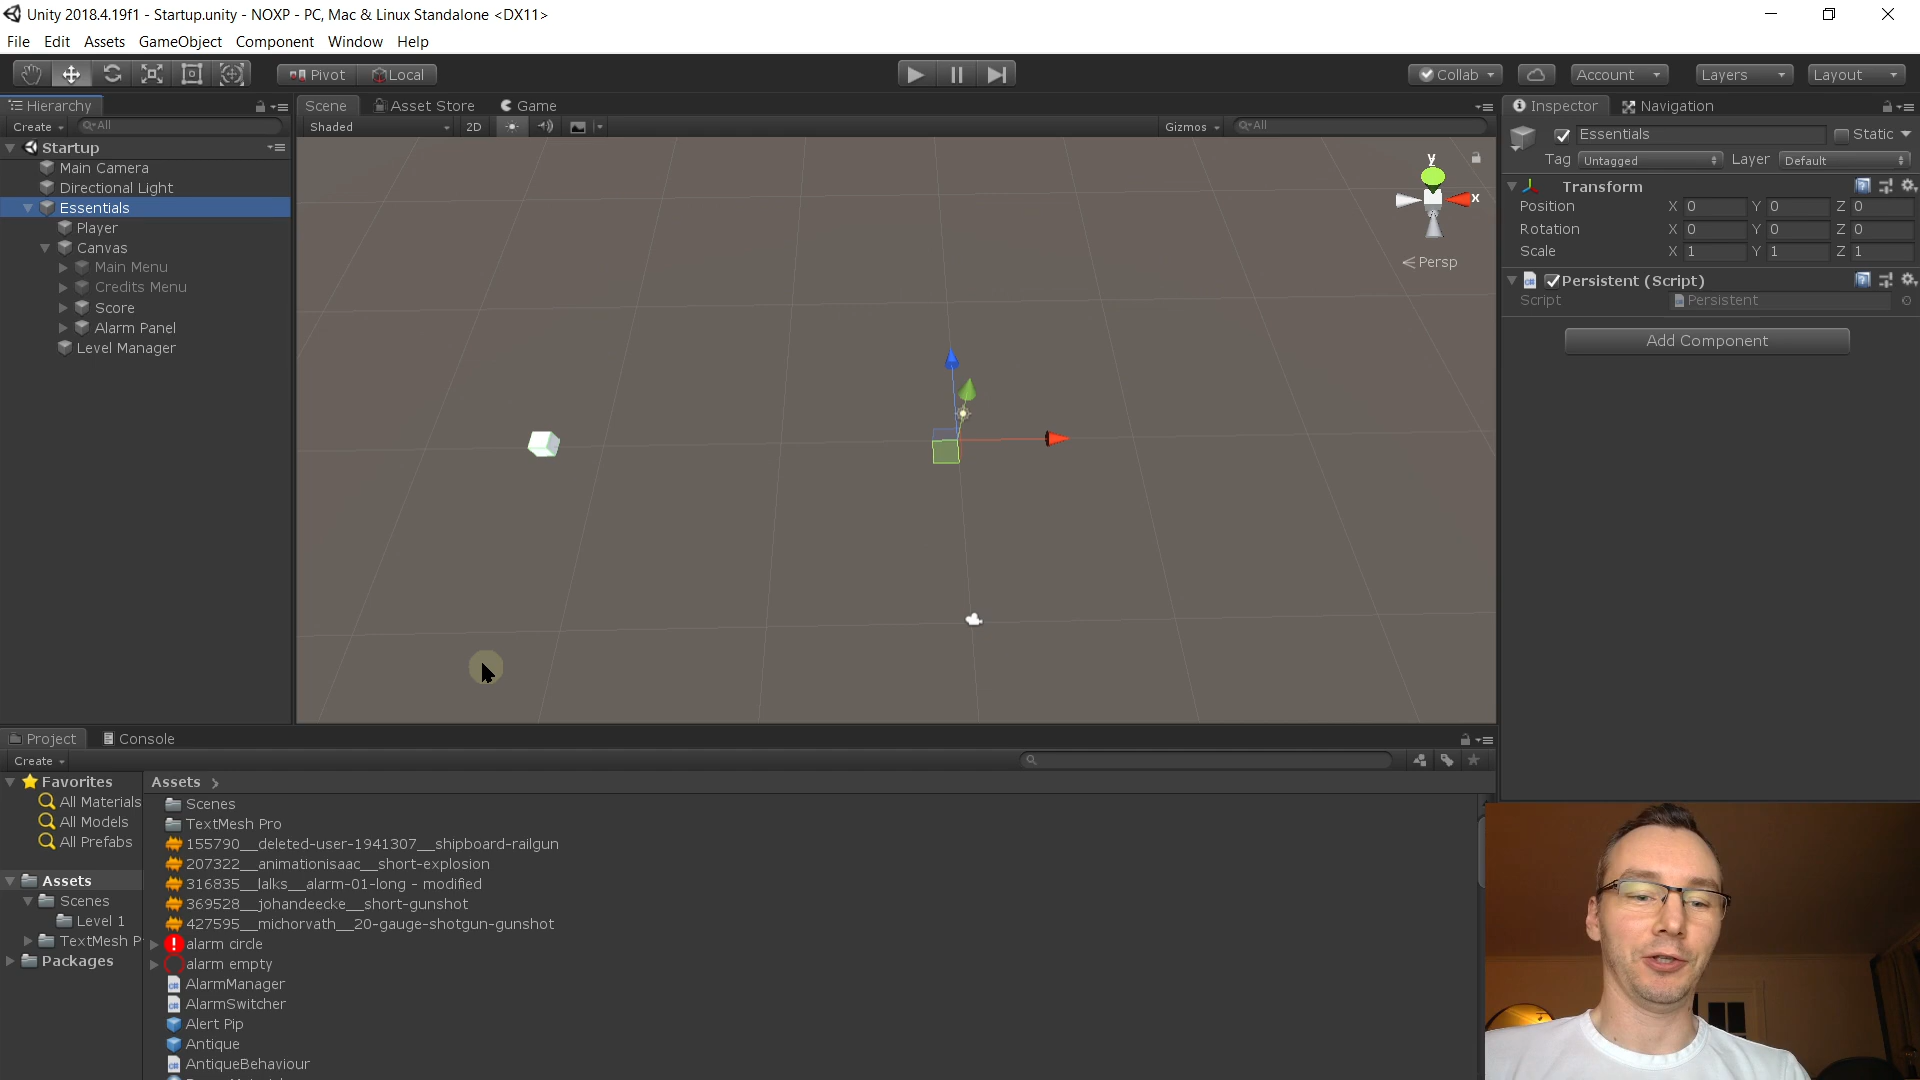 Unity 2018.4.19f1 - Startup.unity - NOXP - PC, Mac & Linux Standalone <DX11>
File Edit Assets GameObject Component Window Help
Pivot Local Collab Account Layers Layout
Hierarchy Scene Asset Store Game Inspector Navigation
Create All Shaded 2D Gizmos All
Essentials Static
Tag Untagged Layer Default
Startup
Main Camera
Directional Light
Essentials
Player
Canvas
Main Menu
Credits Menu
Score
Alarm Panel
Level Manager
y
x
Persp
Transform
Position X 0 Y 0 Z 0
Rotation X 0 Y 0 Z 0
Scale X 1 Y 1 Z 1
Persistent (Script)
Script Persistent
Add Component
Project Console
Create
Favorites
All Materials
All Models
All Prefabs
Assets
Scenes
Level 1
TextMesh P
Packages
Assets
Scenes
TextMesh Pro
155790__deleted-user-1941307__shipboard-railgun
207322__animationisaac__short-explosion
316835__lalks__alarm-01-long - modified
369528__johandeecke__short-gunshot
427595__michorvath__20-gauge-shotgun-gunshot
alarm circle
alarm empty
AlarmManager
AlarmSwitcher
Alert Pip
Antique
AntiqueBehaviour